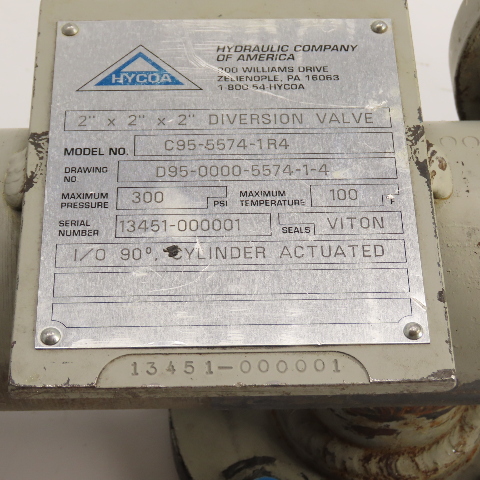 HYCOA
HYDRAULIC COMPANY
OF AMERICA
200 WILLIAMS DRIVE
ZELIENOPLE, PA 16063
1-800 54-HYCOA
2" x 2" x 2" DIVERSION VALVE
MODEL NO. C95-5574-1R4
DRAWING NO. D95-0000-5574-1-4
MAXIMUM PRESSURE 300 PSI MAXIMUM TEMPERATURE 100 °F
SERIAL NUMBER 13451-000001 SEALS VITON
I/O 90°, CYLINDER ACTUATED
13451-000001